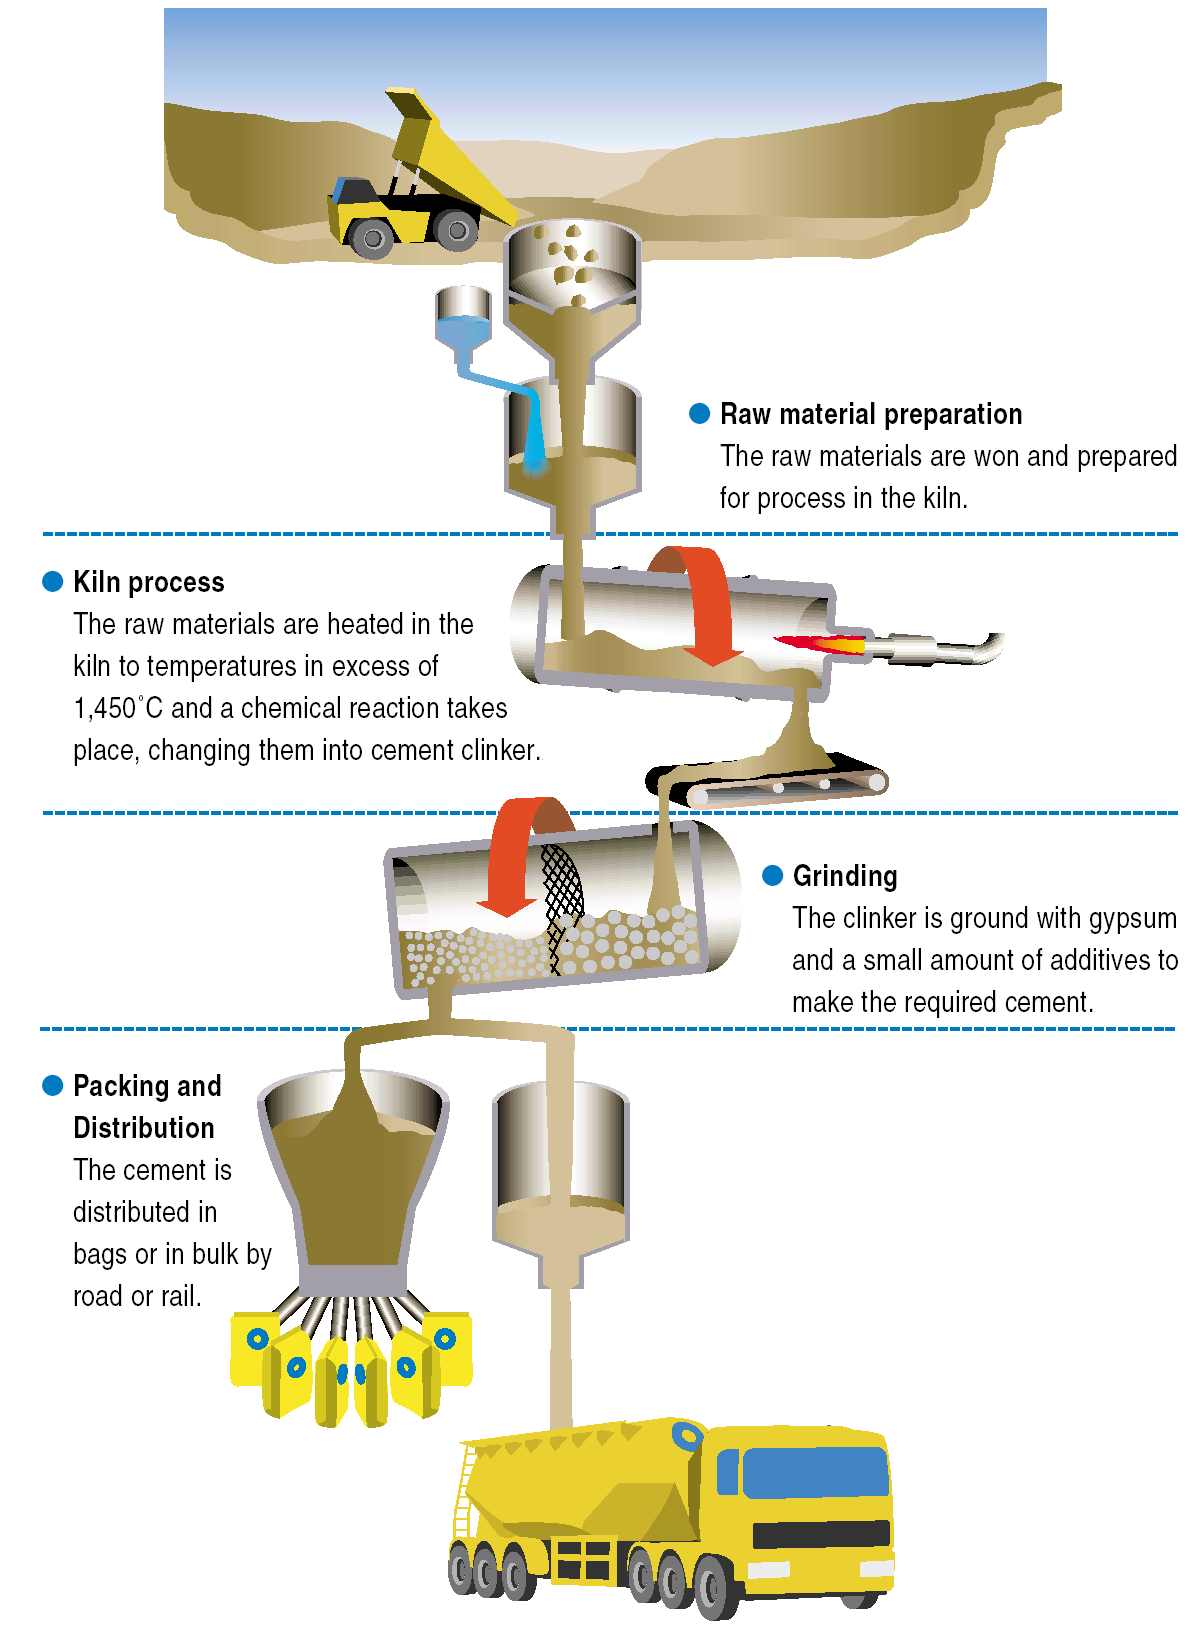 Raw material preparation
The raw materials are won and prepared
for process in the kiln.
Kiln process
The raw materials are heated in the
kiln to temperatures in excess of
1,450°C and a chemical reaction takes
place, changing them into cement clinker.
Grinding
The clinker is ground with gypsum
and a small amount of additives to
make the required cement.
Packing and
Distribution
The cement is
distributed in
bags or in bulk by
road or rail.